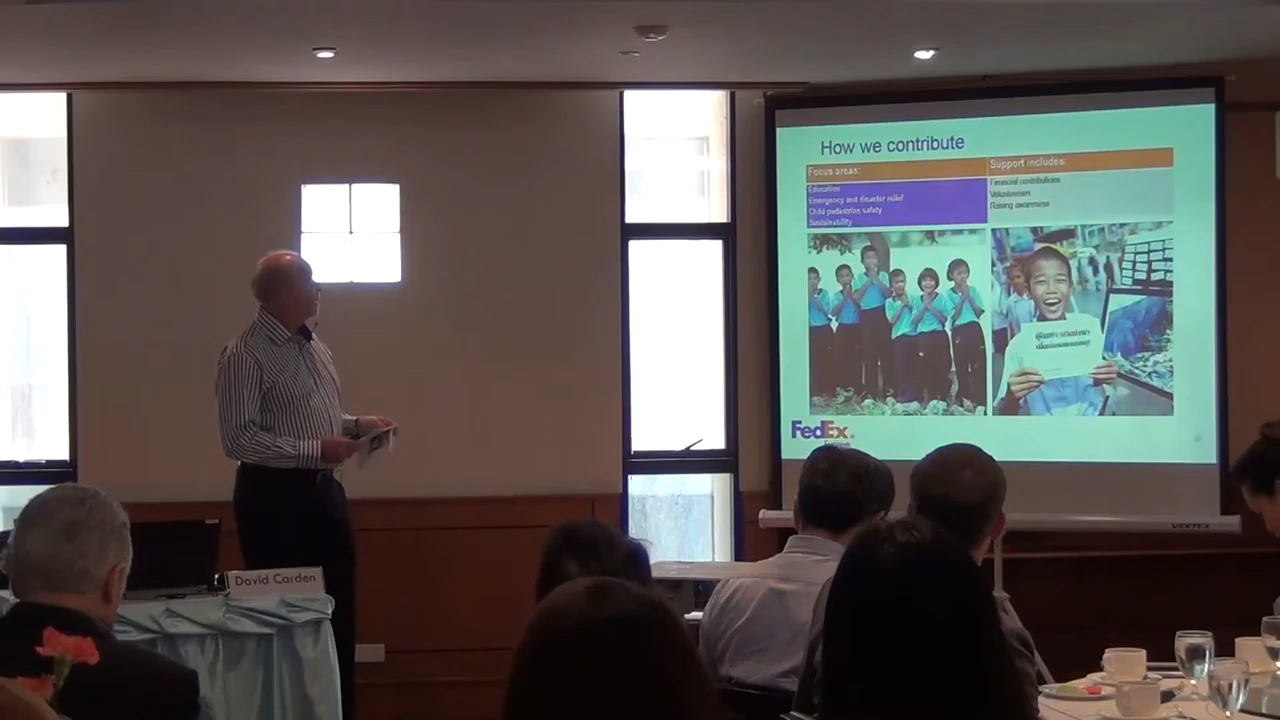 How we contribute
Focus areas:
Support includes:
Education
Emergency and disaster relief
Child pedestrian safety
Sustainability
Financial contributions
Volunteerism
Raising awareness
FedEx
David Carden
VERTEX